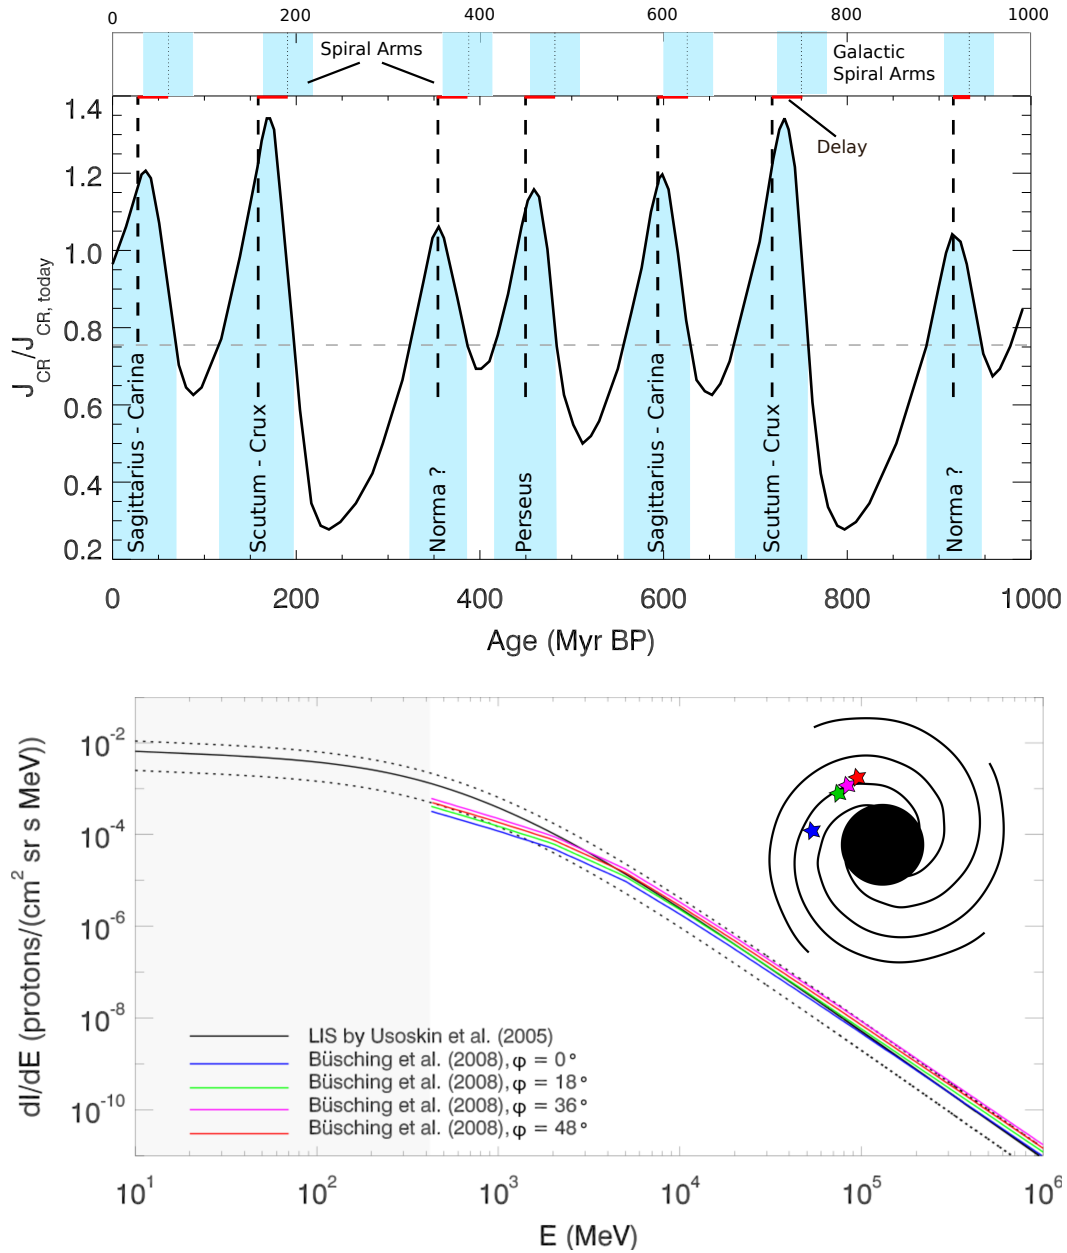 0 200 400 600 800 1000
Spiral Arms
Galactic
Spiral Arms
Delay
1.4
1.2
1.0
0.8
0.6
0.4
0.2
J_CR/J_CR, today
Sagittarius - Carina
Scutum - Crux
Norma ?
Perseus
Sagittarius - Carina
Scutum - Crux
Norma ?
0 200 400 600 800 1000
Age (Myr BP)
10^-2
10^-4
10^-6
10^-8
10^-10
dI/dE (protons/(cm^2 sr s MeV))
LIS by Usoskin et al. (2005)
Büsching et al. (2008), φ = 0°
Büsching et al. (2008), φ = 18°
Büsching et al. (2008), φ = 36°
Büsching et al. (2008), φ = 48°
10^1 10^2 10^3 10^4 10^5 10^6
E (MeV)